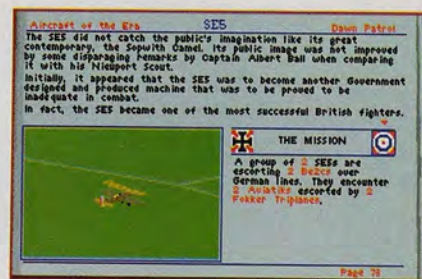 Aircraft of the Era SE5 Dawn Patrol
The SE5 did not catch the public's imagination like its great
contemporary, the Sopwith Camel. Its public image was not improved
by some disparaging remarks by Captain Albert Ball when comparing
it with his Nieuport Scout.
Initially, it appeared that the SE5 was to become another Government
designed and produced machine that was to be proved to be
inadequate in combat.
In fact, the SE5 became one of the most successful British fighters.
THE MISSION
A group of 2 SE5s are
escorting 2 Be2cs over
German lines. They encounter
2 Aviatiks escorted by 2
Fokker Triplanes.
Page 78